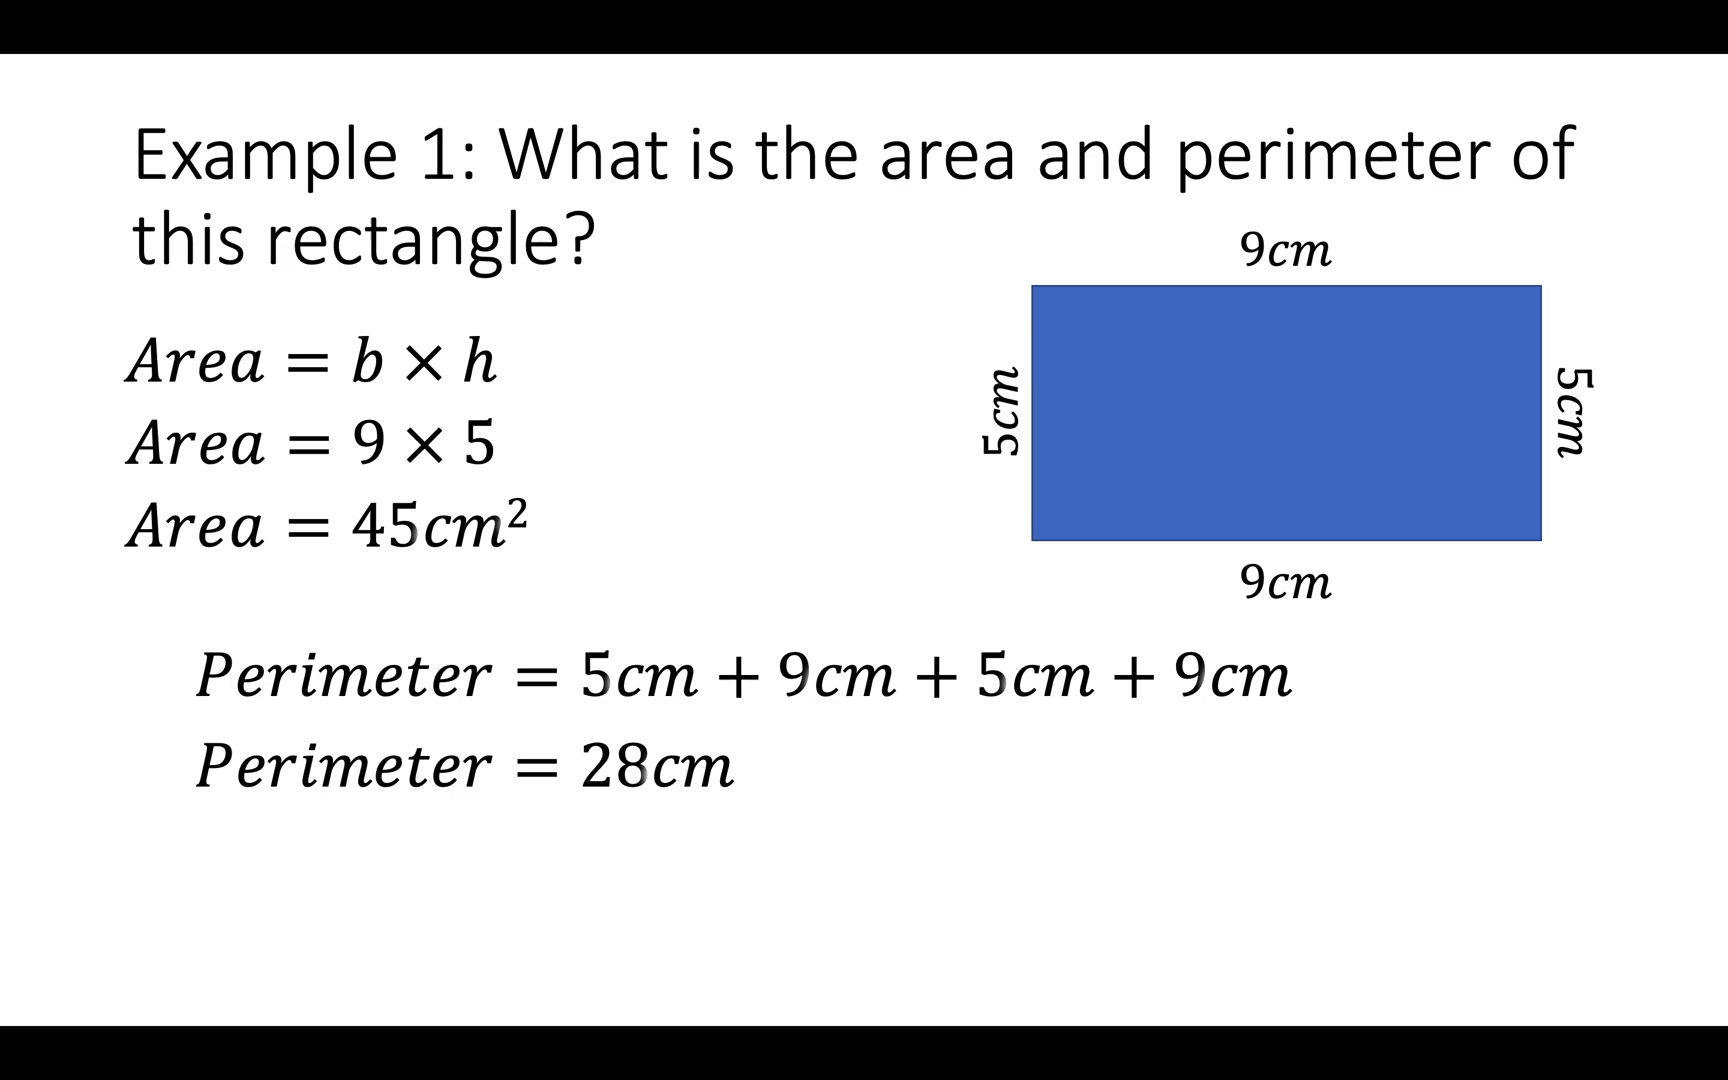 Example 1: What is the area and perimeter of
this rectangle?
9cm
Area = b × h
5cm
5cm
Area = 9 × 5
Area = 45cm²
9cm
Perimeter = 5cm + 9cm + 5cm + 9cm
Perimeter = 28cm